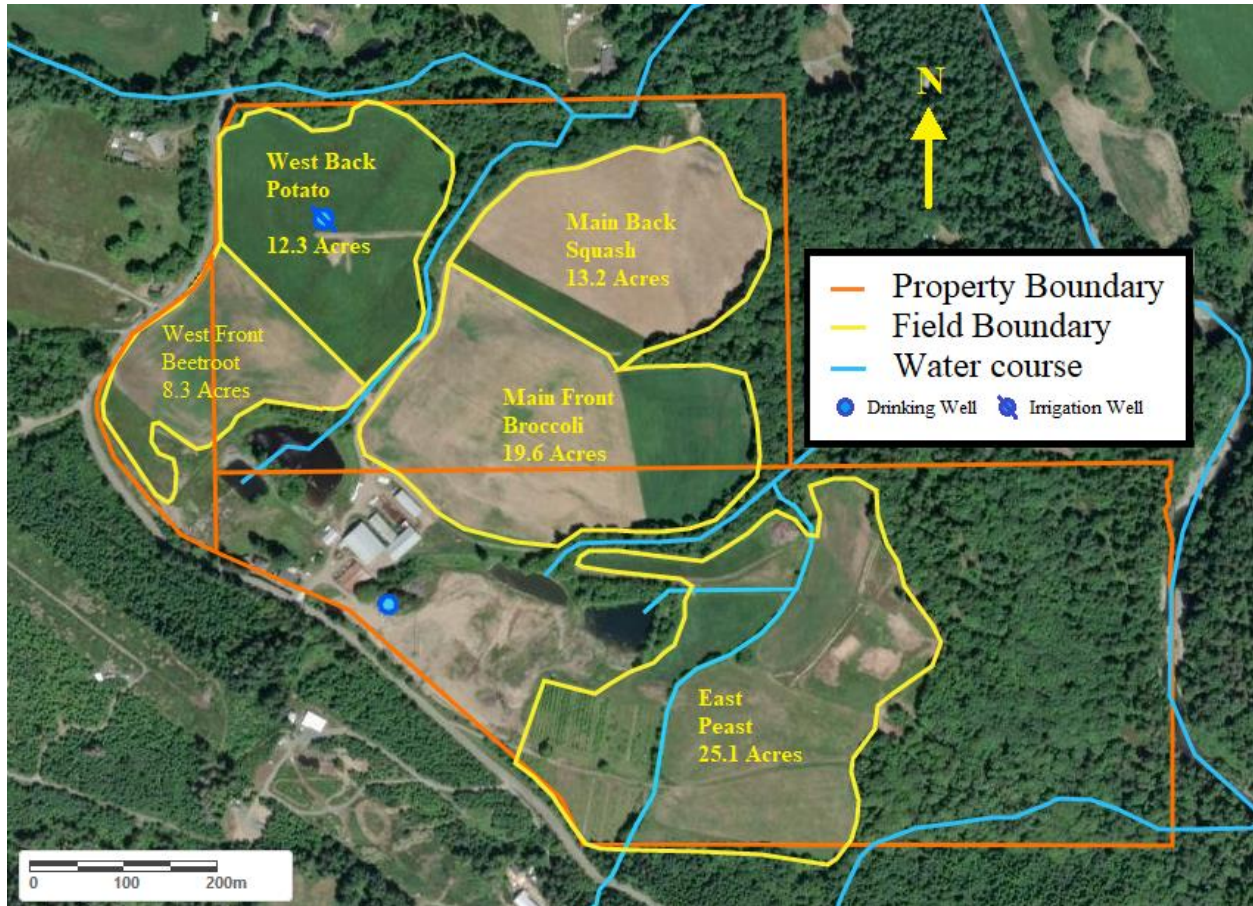 N
West Back
Potato
12.3 Acres
Main Back
Squash
13.2 Acres
West Front
Beetroot
8.3 Acres
Main Front
Broccoli
19.6 Acres
East
Peast
25.1 Acres
Property Boundary
Field Boundary
Water course
Drinking Well Irrigation Well
0 100 200m